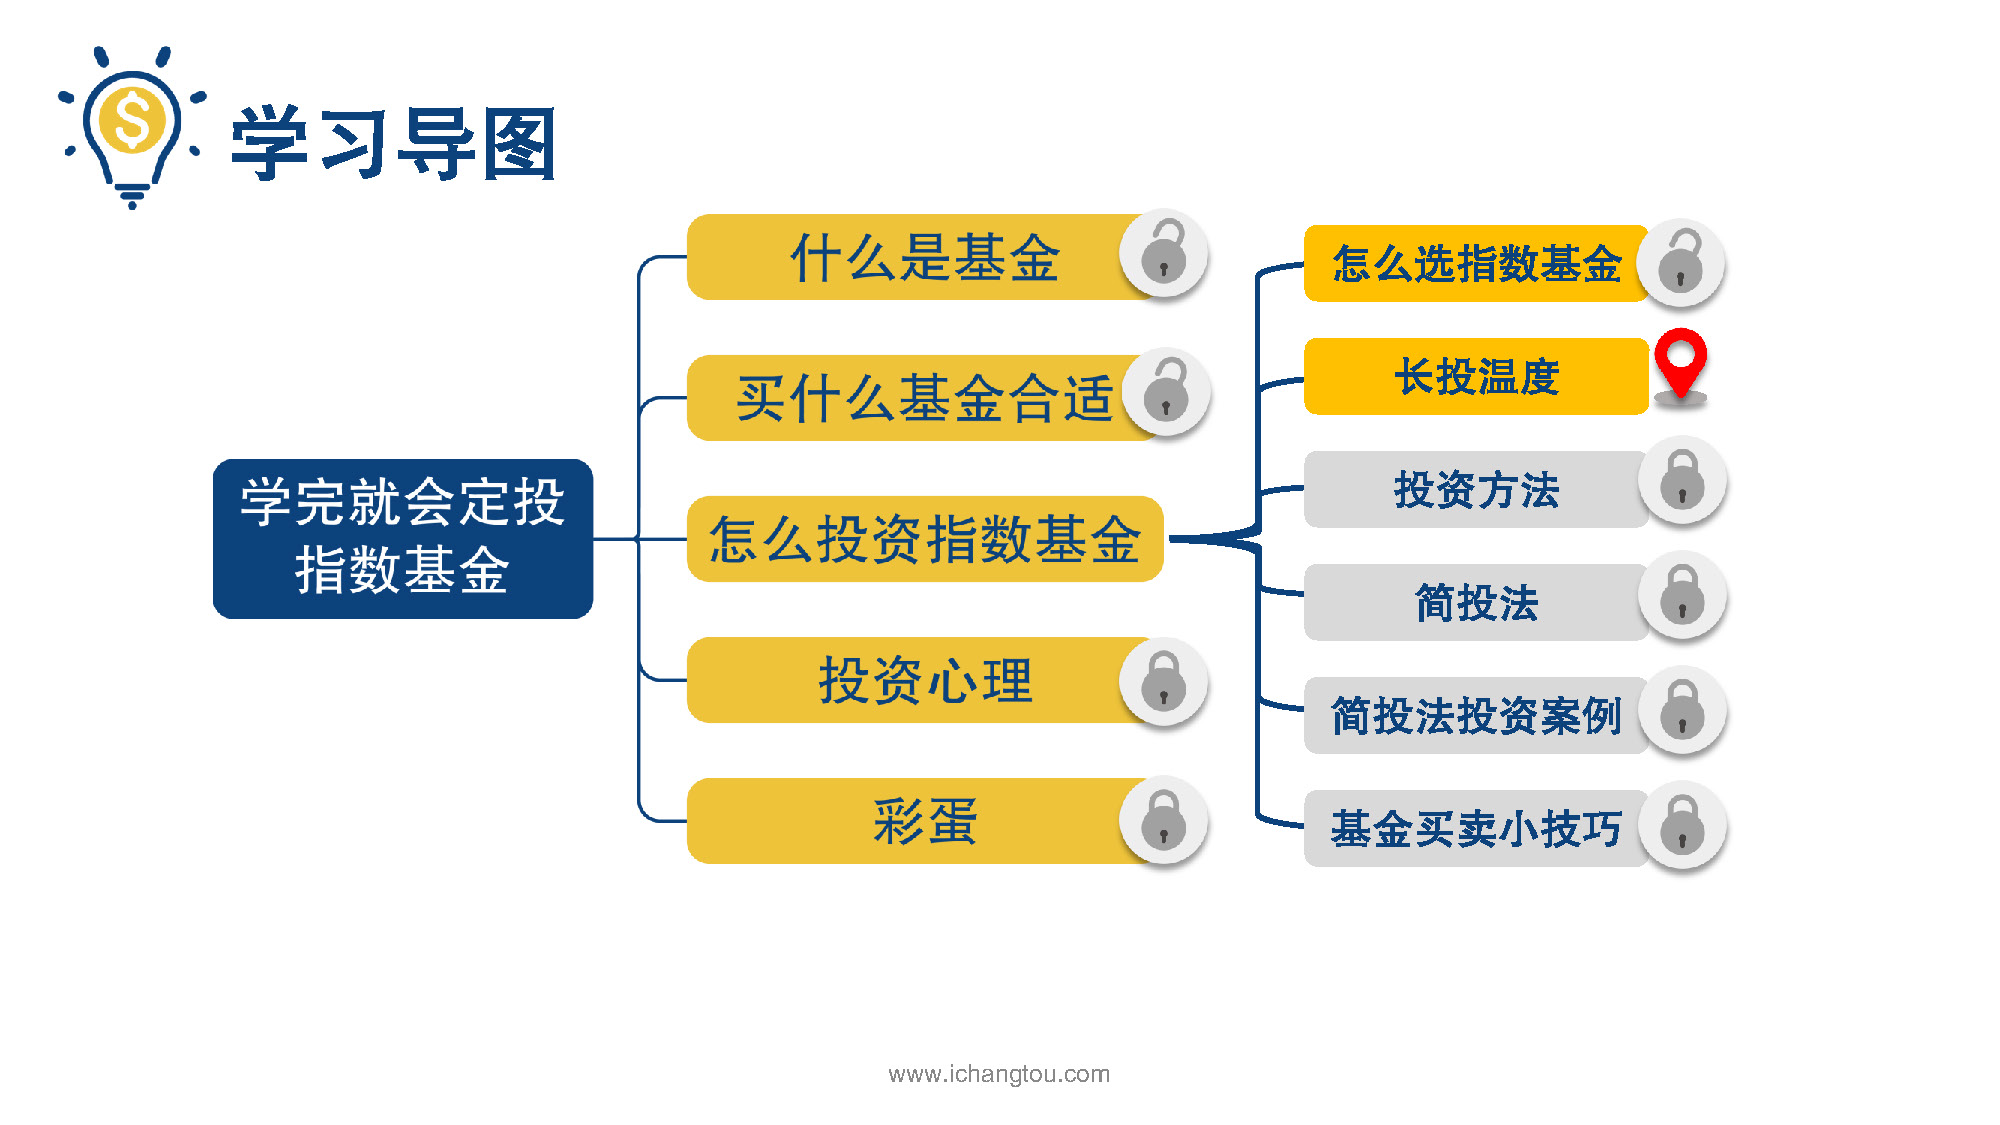 学习导图
学完就会定投
指数基金
什么是基金
买什么基金合适
怎么投资指数基金
投资心理
彩蛋
怎么选指数基金
长投温度
投资方法
简投法
简投法投资案例
基金买卖小技巧
www.ichangtou.com